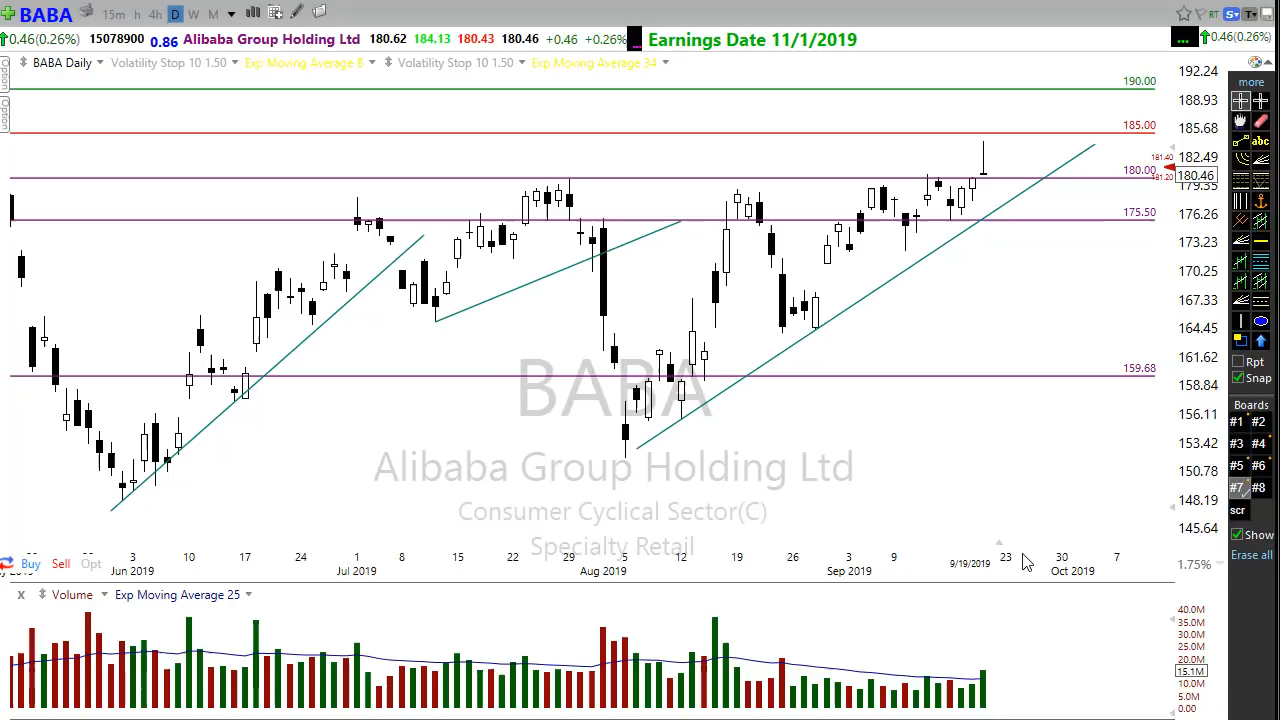 BABA 15m h 4h D W M RT S T
0.46(0.26%) 15078900 0.86 Alibaba Group Holding Ltd 180.62 184.13 180.43 180.46 +0.46 +0.26% ... Earnings Date 11/1/2019 ... 0.46(0.26%)
BABA Daily Volatility Stop 10 1.50 Exp Moving Average 8 Volatility Stop 10 1.50 Exp Moving Average 34
Option
Option
192.24
190.00
188.93
185.00
185.68
182.49
181.40
180.00
180.46
181.20
179.35
175.50
176.26
173.23
170.25
167.33
164.45
161.62
159.68
158.84
156.11
153.42
150.78
148.19
145.64
BABA
Alibaba Group Holding Ltd
Consumer Cyclical Sector(C)
Specialty Retail
more
abc
Rpt
Snap
Boards
#1 #2
#3 #4
#5 #6
#7 #8
scr
Show
Erase all
3 10 17 24 1 8 15 22 29 5 12 19 26 3 9 23 30 7
Buy Sell Opt Jun 2019 Jul 2019 Aug 2019 Sep 2019 9/19/2019 Oct 2019 1.75%
X Volume Exp Moving Average 25
40.0M
35.0M
30.0M
25.0M
20.0M
15.1M
10.0M
5.0M
0.00